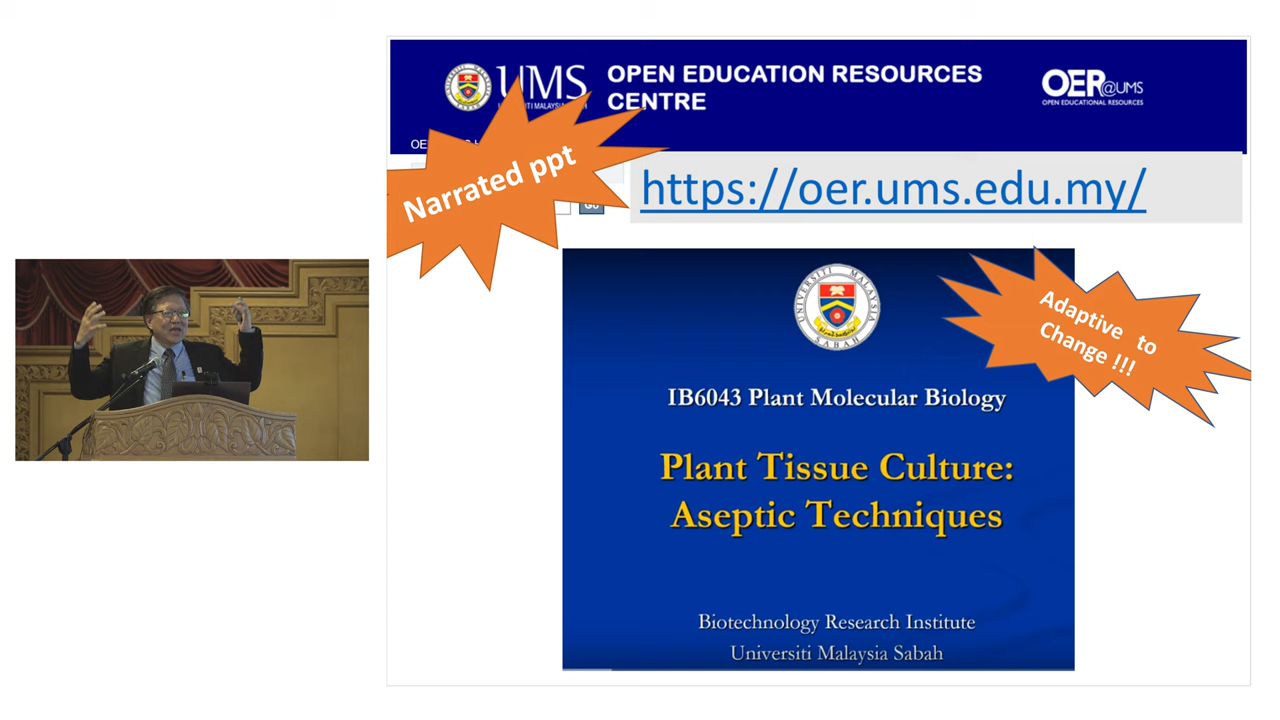 UMS
OPEN EDUCATION RESOURCES
CENTRE
OER@UMS
OPEN EDUCATIONAL RESOURCES
Narrated ppt
https://oer.ums.edu.my/
UNIVERSITI MALAYSIA
SABAH
Adaptive to
Change !!!
IB6043 Plant Molecular Biology
Plant Tissue Culture:
Aseptic Techniques
Biotechnology Research Institute
Universiti Malaysia Sabah